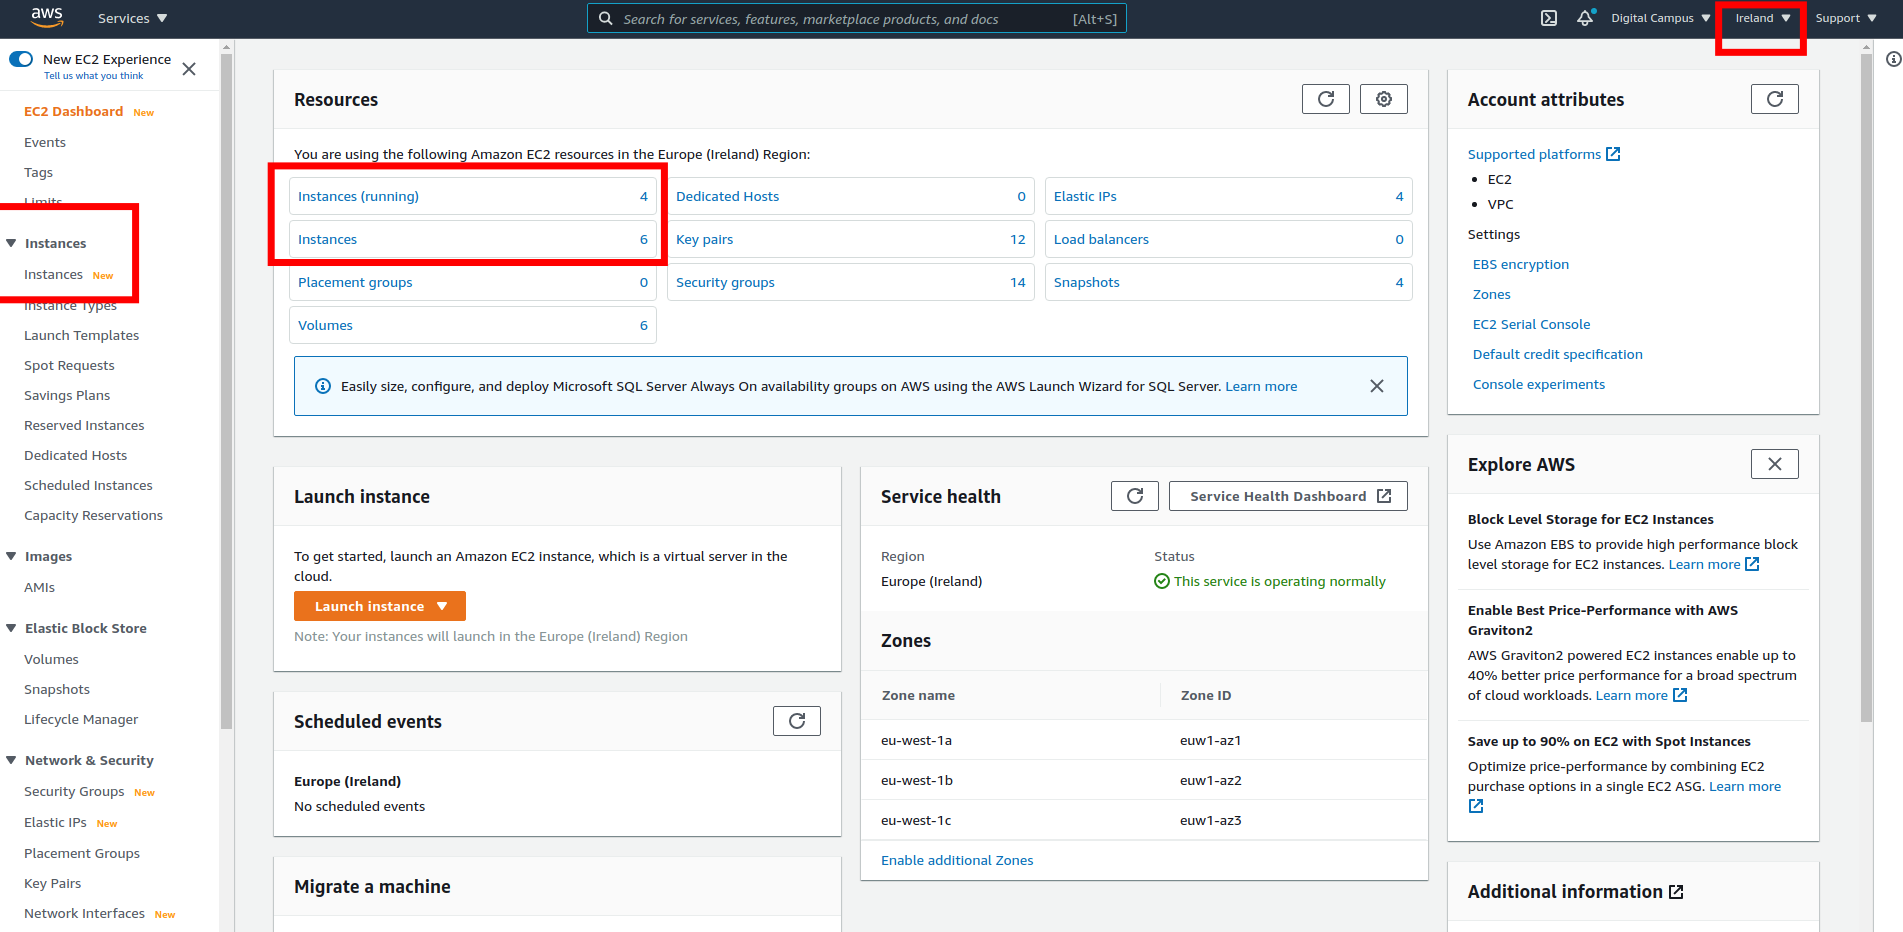 aws
Services
Search for services, features, marketplace products, and docs
[Alt+S]
Digital Campus
Ireland
Support
New EC2 Experience
Tell us what you think
EC2 Dashboard New
Events
Tags
Limits
Instances
Instances New
Instance Types
Launch Templates
Spot Requests
Savings Plans
Reserved Instances
Dedicated Hosts
Scheduled Instances
Capacity Reservations
Images
AMIs
Elastic Block Store
Volumes
Snapshots
Lifecycle Manager
Network & Security
Security Groups New
Elastic IPs New
Placement Groups
Key Pairs
Network Interfaces New
Resources
You are using the following Amazon EC2 resources in the Europe (Ireland) Region:
Instances (running) 4
Dedicated Hosts 0
Elastic IPs 4
Instances 6
Key pairs 12
Load balancers 0
Placement groups 0
Security groups 14
Snapshots 4
Volumes 6
Easily size, configure, and deploy Microsoft SQL Server Always On availability groups on AWS using the AWS Launch Wizard for SQL Server. Learn more
Launch instance
To get started, launch an Amazon EC2 instance, which is a virtual server in the
cloud.
Launch instance
Note: Your instances will launch in the Europe (Ireland) Region
Scheduled events
Europe (Ireland)
No scheduled events
Migrate a machine
Service health
Service Health Dashboard
Region
Status
Europe (Ireland)
This service is operating normally
Zones
Zone name
Zone ID
eu-west-1a
euw1-az1
eu-west-1b
euw1-az2
eu-west-1c
euw1-az3
Enable additional Zones
Account attributes
Supported platforms
• EC2
• VPC
Settings
EBS encryption
Zones
EC2 Serial Console
Default credit specification
Console experiments
Explore AWS
Block Level Storage for EC2 Instances
Use Amazon EBS to provide high performance block
level storage for EC2 instances. Learn more
Enable Best Price-Performance with AWS
Graviton2
AWS Graviton2 powered EC2 instances enable up to
40% better price performance for a broad spectrum
of cloud workloads. Learn more
Save up to 90% on EC2 with Spot Instances
Optimize price-performance by combining EC2
purchase options in a single EC2 ASG. Learn more
Additional information